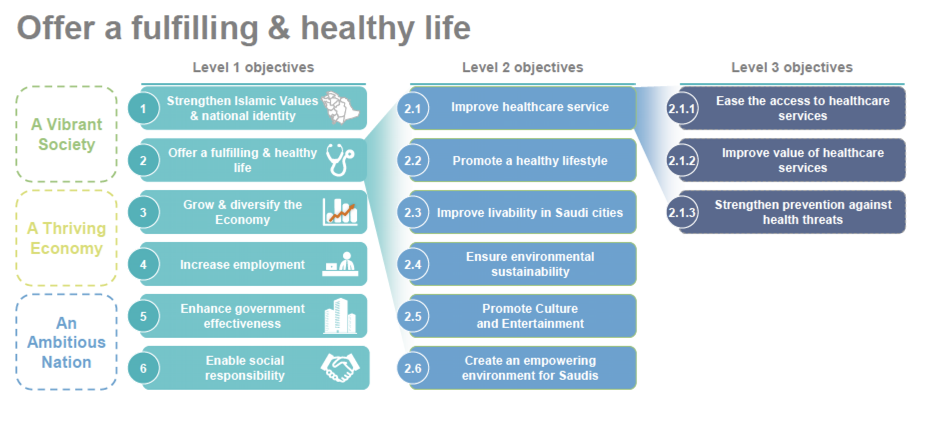 Offer a fulfilling & healthy life
Level 1 objectives
Level 2 objectives
Level 3 objectives
A Vibrant
Society
A Thriving
Economy
An
Ambitious
Nation
1
Strengthen Islamic Values
& national identity
2
Offer a fulfilling & healthy
life
3
Grow & diversify the
Economy
4
Increase employment
5
Enhance government
effectiveness
6
Enable social
responsibility
2.1
Improve healthcare service
2.2
Promote a healthy lifestyle
2.3
Improve livability in Saudi cities
2.4
Ensure environmental
sustainability
2.5
Promote Culture
and Entertainment
2.6
Create an empowering
environment for Saudis
2.1.1
Ease the access to healthcare
services
2.1.2
Improve value of healthcare
services
2.1.3
Strengthen prevention against
health threats